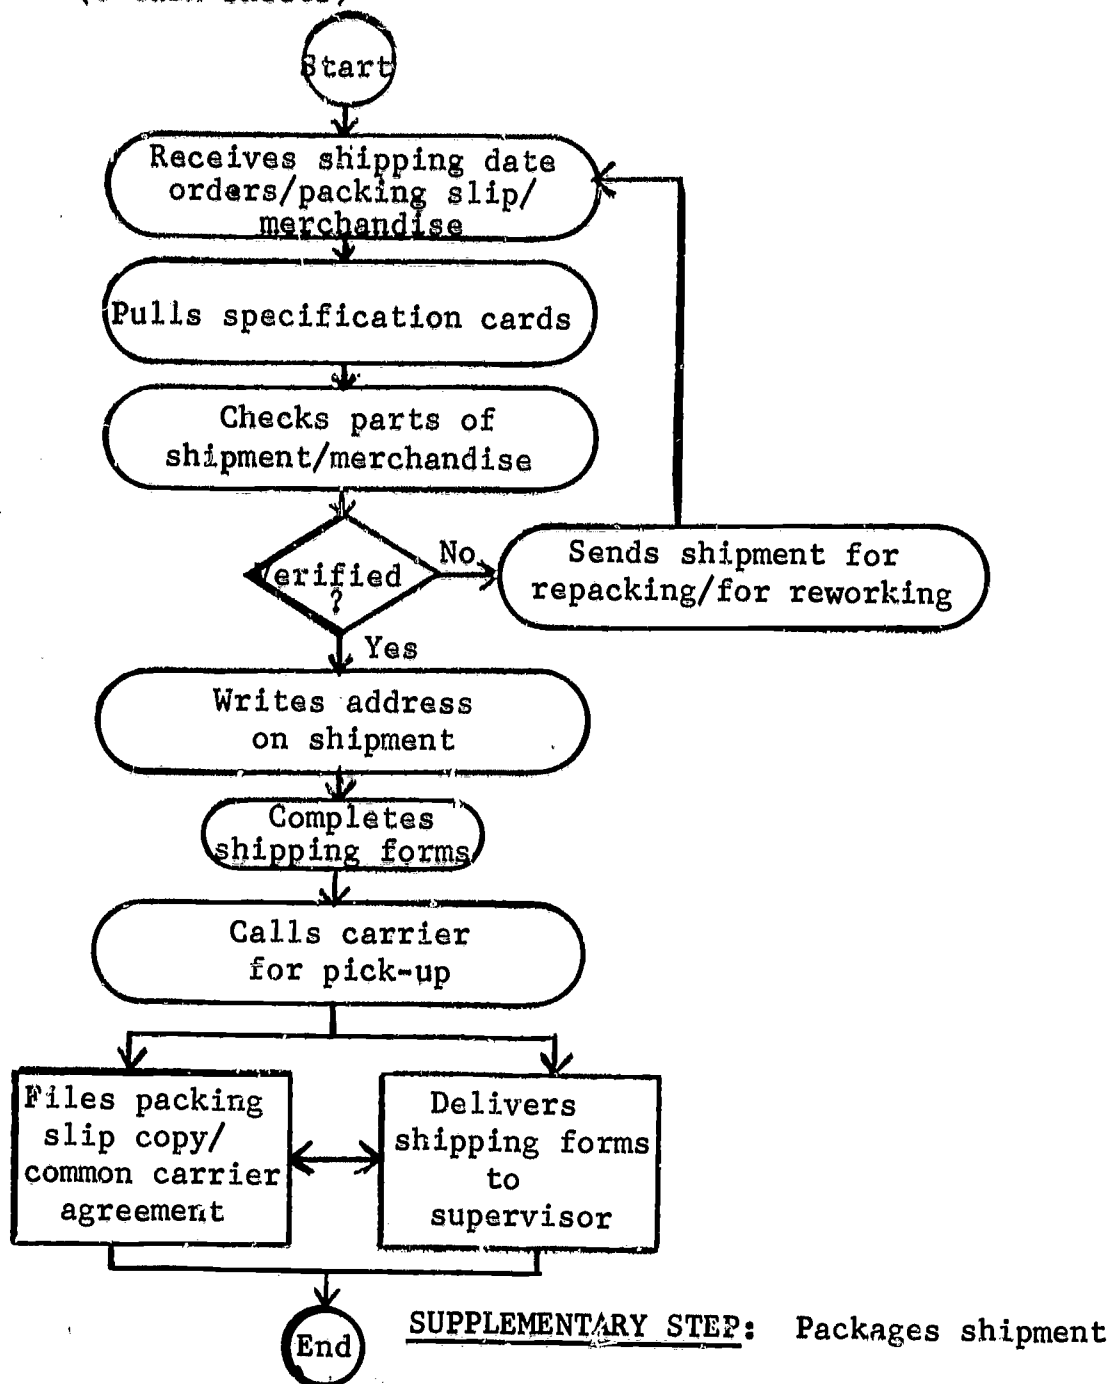 Start
Receives shipping date
orders/packing slip/
merchandise
Pulls specification cards
Checks parts of
shipment/merchandise
Verified
?
No
Sends shipment for
repacking/for reworking
Yes
Writes address
on shipment
Completes
shipping forms
Calls carrier
for pick-up
Files packing
slip copy/
common carrier
agreement
Delivers
shipping forms
to
supervisor
End
SUPPLEMENTARY STEP: Packages shipment